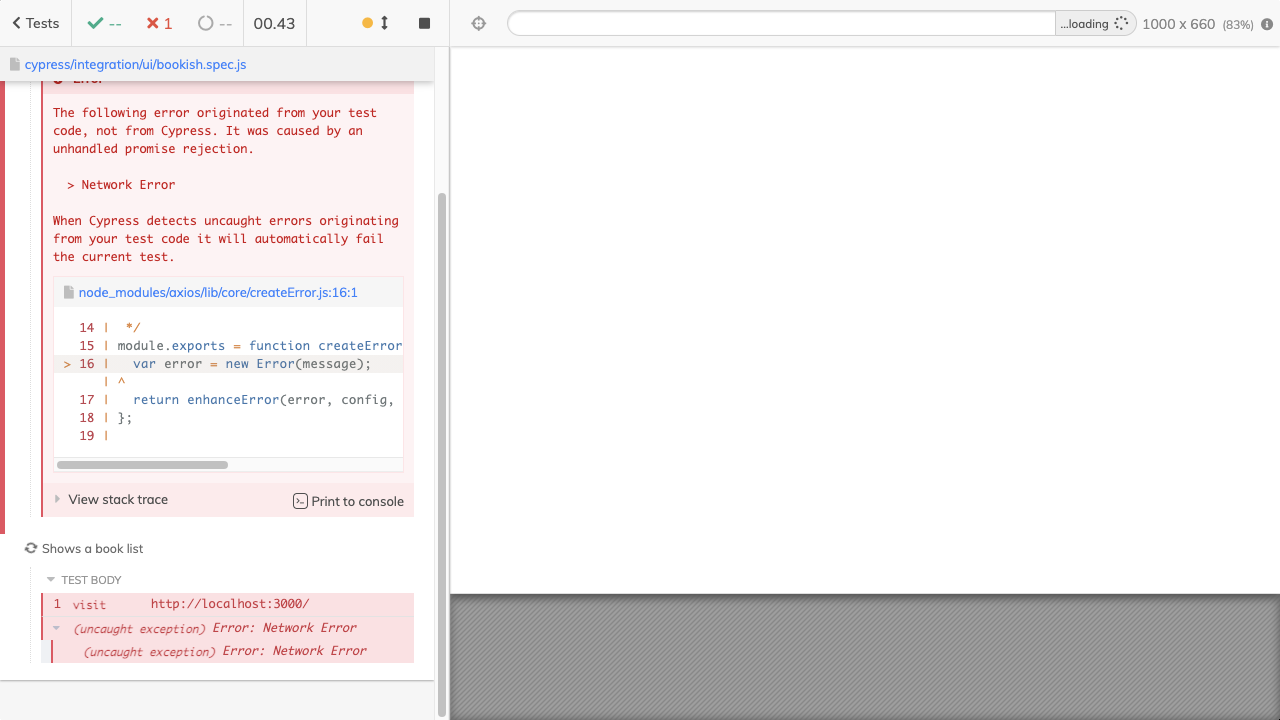 Tests
--
1
--
00.43
...loading
1000 x 660 (83%)
cypress/integration/ui/bookish.spec.js
Error
The following error originated from your test
code, not from Cypress. It was caused by an
unhandled promise rejection.
> Network Error
When Cypress detects uncaught errors originating
from your test code it will automatically fail
the current test.
node_modules/axios/lib/core/createError.js:16:1
14 |  */
15 | module.exports = function createError
> 16 |   var error = new Error(message);
| ^
17 |   return enhanceError(error, config,
18 | };
19 |
View stack trace
Print to console
Shows a book list
TEST BODY
1 visit http://localhost:3000/
(uncaught exception) Error: Network Error
(uncaught exception) Error: Network Error